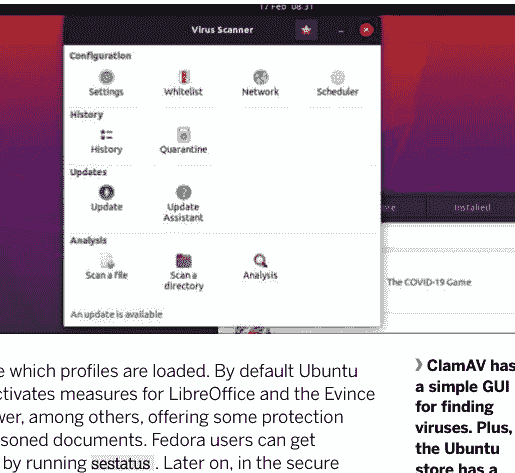 17 Feb 08:31
Virus Scanner
Configuration
Settings Whitelist Network Scheduler
History
History Quarantine
Updates
Update Update
Assistant
Installed
Analysis
Scan a file Scan a Analysis
directory
The COVID-19 Game
An update is available
e which profiles are loaded. By default Ubuntu
ctivates measures for LibreOffice and the Evince
wer, among others, offering some protection
soned documents. Fedora users can get
by running sestatus. Later on, in the secure
❯ ClamAV has
a simple GUI
for finding
viruses. Plus,
the Ubuntu
store has a